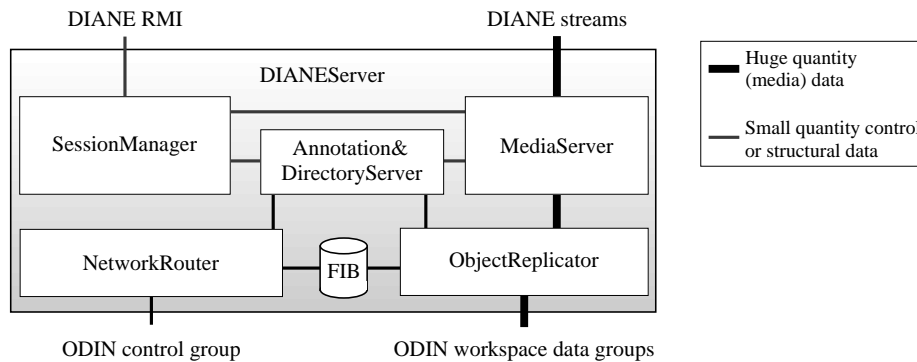 DIANE RMI
DIANE streams
DIANEServer
Huge quantity
(media) data
SessionManager
Annotation&
DirectoryServer
MediaServer
Small quantity control
or structural data
NetworkRouter
FIB
ObjectReplicator
ODIN control group
ODIN workspace data groups